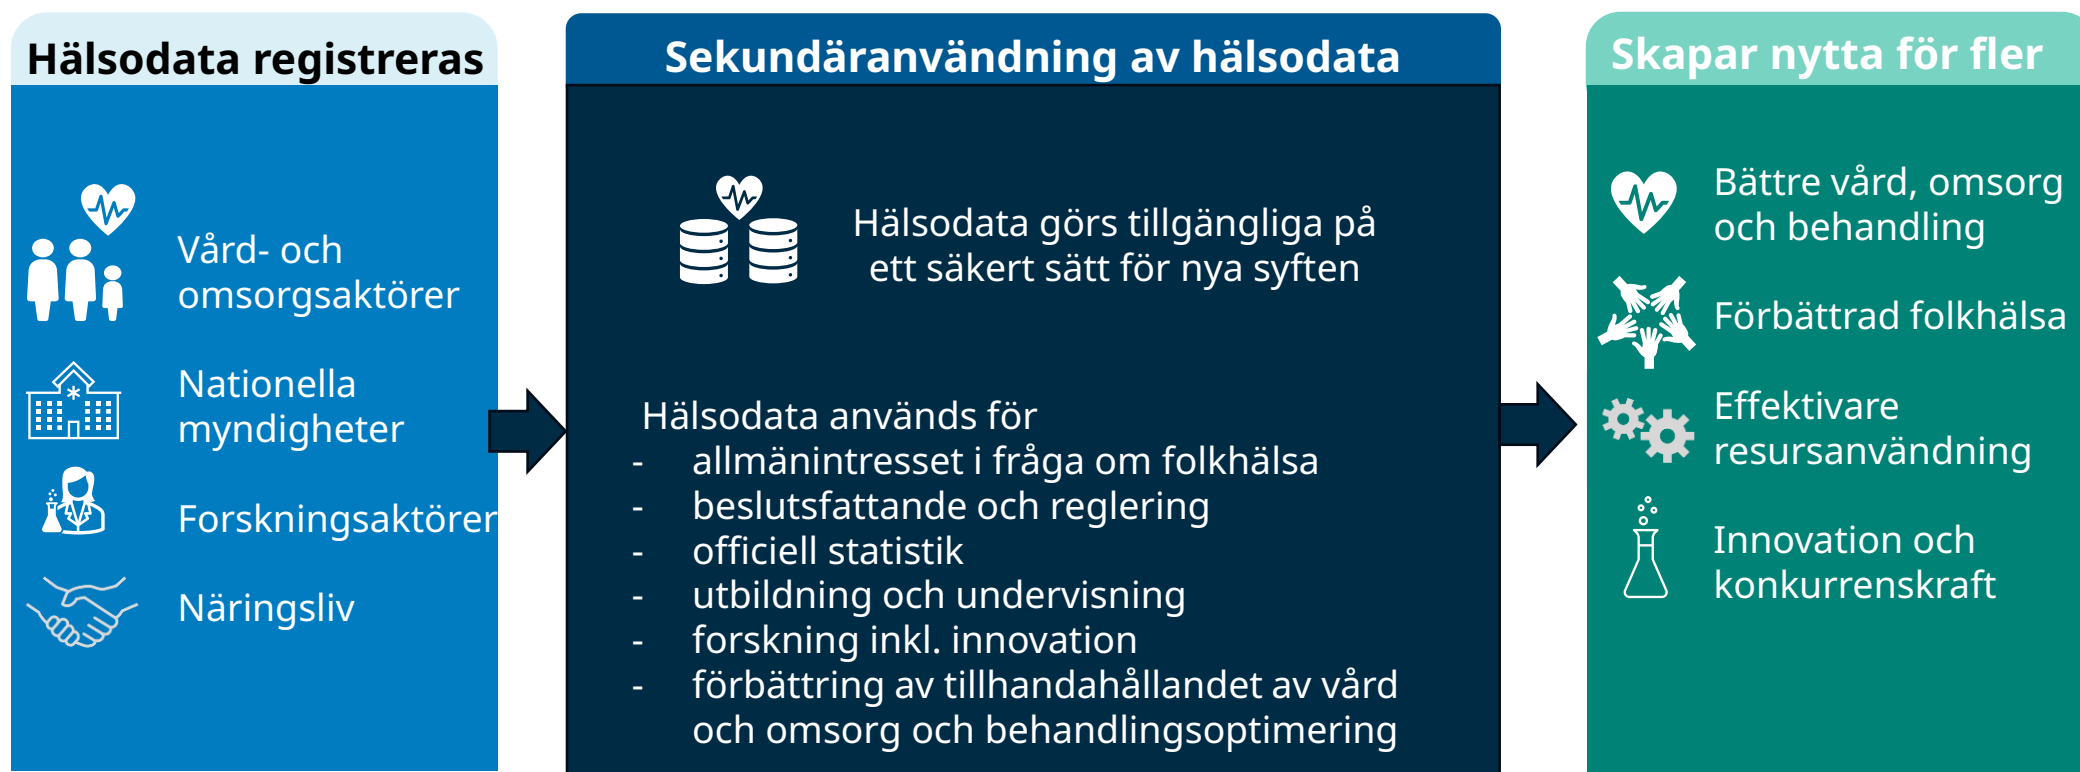 Hälsodata registreras
Vård- och
omsorgsaktörer
Nationella
myndigheter
Forskningsaktörer
Näringsliv
Sekundäranvändning av hälsodata
Hälsodata görs tillgängliga på
ett säkert sätt för nya syften
Hälsodata används för
- allmänintresset i fråga om folkhälsa
- beslutsfattande och reglering
- officiell statistik
- utbildning och undervisning
- forskning inkl. innovation
- förbättring av tillhandahållandet av vård
och omsorg och behandlingsoptimering
Skapar nytta för fler
Bättre vård, omsorg
och behandling
Förbättrad folkhälsa
Effektivare
resursanvändning
Innovation och
konkurrenskraft